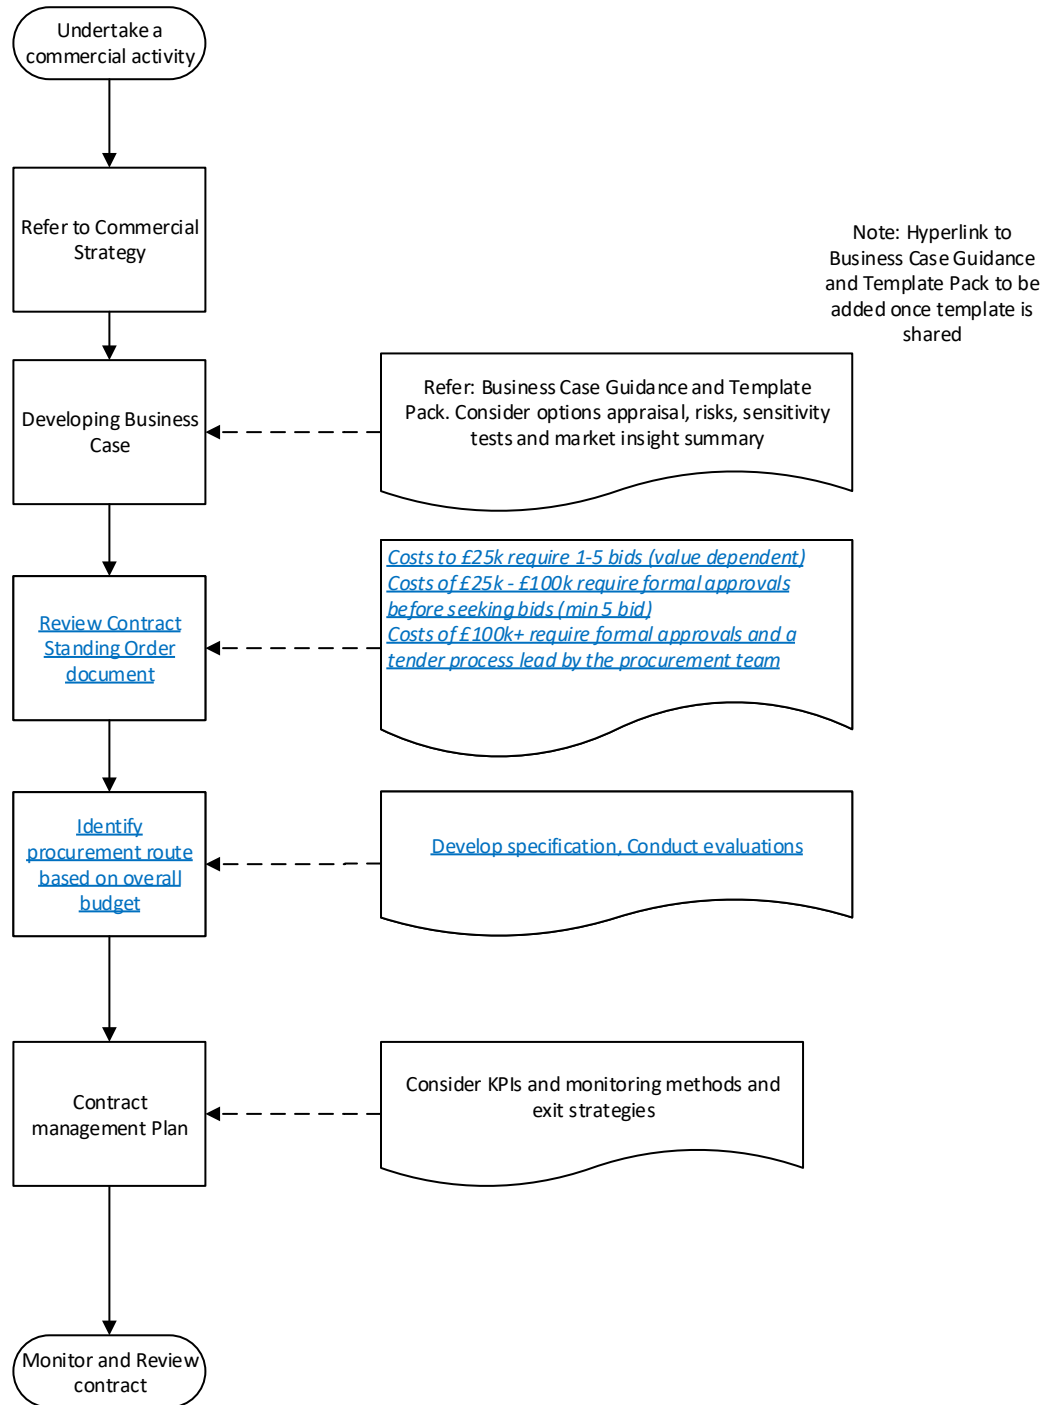 Undertake a
commercial activity
Refer to Commercial
Strategy
Note: Hyperlink to
Business Case Guidance
and Template Pack to be
added once template is
shared
Developing Business
Case
Refer: Business Case Guidance and Template
Pack. Consider options appraisal, risks, sensitivity
tests and market insight summary
Review Contract
Standing Order
document
Costs to £25k require 1-5 bids (value dependent)
Costs of £25k - £100k require formal approvals
before seeking bids (min 5 bid)
Costs of £100k+ require formal approvals and a
tender process lead by the procurement team
Identify
procurement route
based on overall
budget
Develop specification, Conduct evaluations
Contract
management Plan
Consider KPIs and monitoring methods and
exit strategies
Monitor and Review
contract